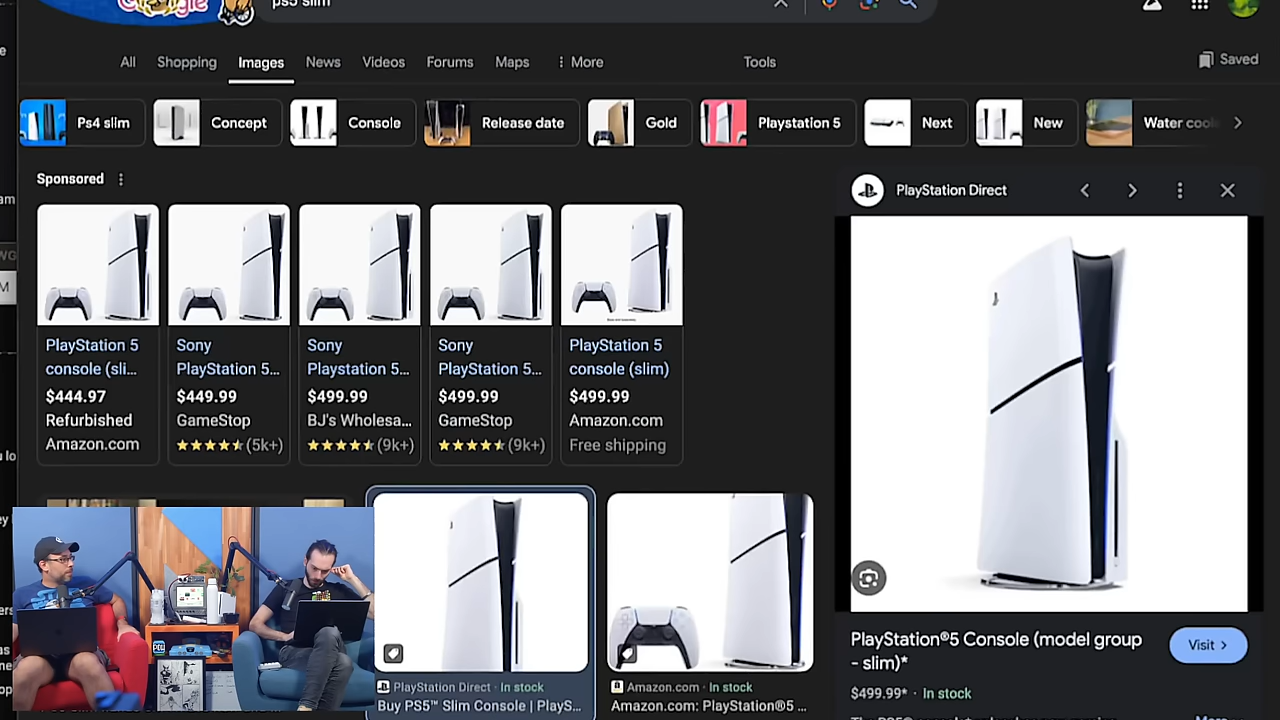 Google
ps5 slim
All Shopping Images News Videos Forums Maps More Tools Saved
Ps4 slim Concept Console Release date Gold Playstation 5 Next New Water cool
Sponsored
PlayStation 5
console (sli...
$444.97
Refurbished
Amazon.com
Sony
PlayStation 5...
$449.99
GameStop
(5k+)
Sony
Playstation 5...
$499.99
BJ's Wholesa...
(9k+)
Sony
PlayStation 5...
$499.99
GameStop
(9k+)
PlayStation 5
console (slim)
$499.99
Amazon.com
Free shipping
PlayStation Direct
PlayStation Direct · In stock
Buy PS5™ Slim Console | PlayS...
Amazon.com · In stock
Amazon.com: PlayStation®5 ...
PlayStation®5 Console (model group
- slim)*
Visit
$499.99* · In stock